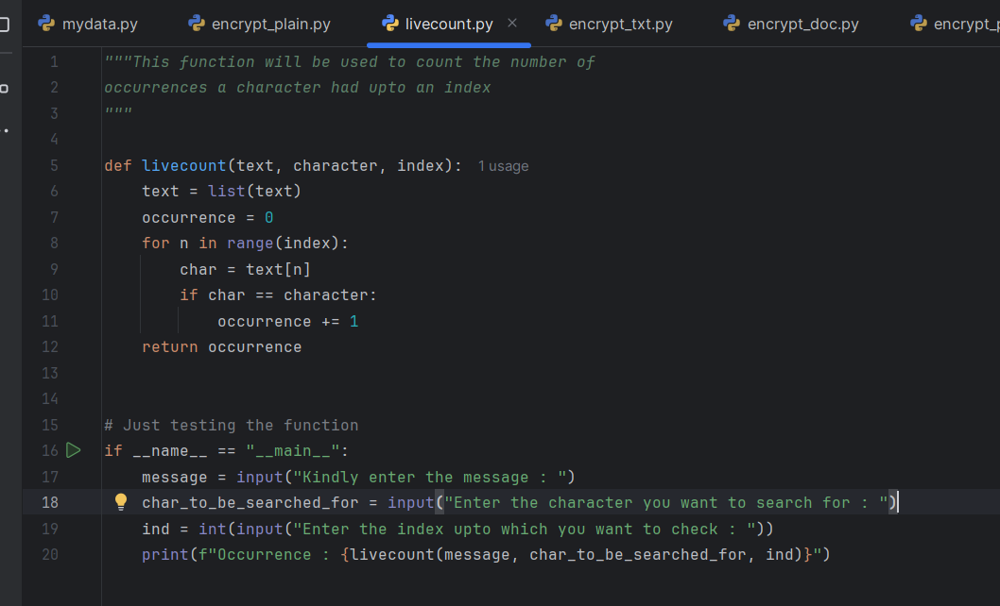 mydata.py encrypt_plain.py livecount.py encrypt_txt.py encrypt_doc.py encrypt_p
1 """This function will be used to count the number of
2 occurrences a character had upto an index
3 """
4
5 def livecount(text, character, index): 1 usage
6 text = list(text)
7 occurrence = 0
8 for n in range(index):
9 char = text[n]
10 if char == character:
11 occurrence += 1
12 return occurrence
13
14
15 # Just testing the function
16 if __name__ == "__main__":
17 message = input("Kindly enter the message : ")
18 char_to_be_searched_for = input("Enter the character you want to search for : ")
19 ind = int(input("Enter the index upto which you want to check : "))
20 print(f"Occurrence : {livecount(message, char_to_be_searched_for, ind)}")